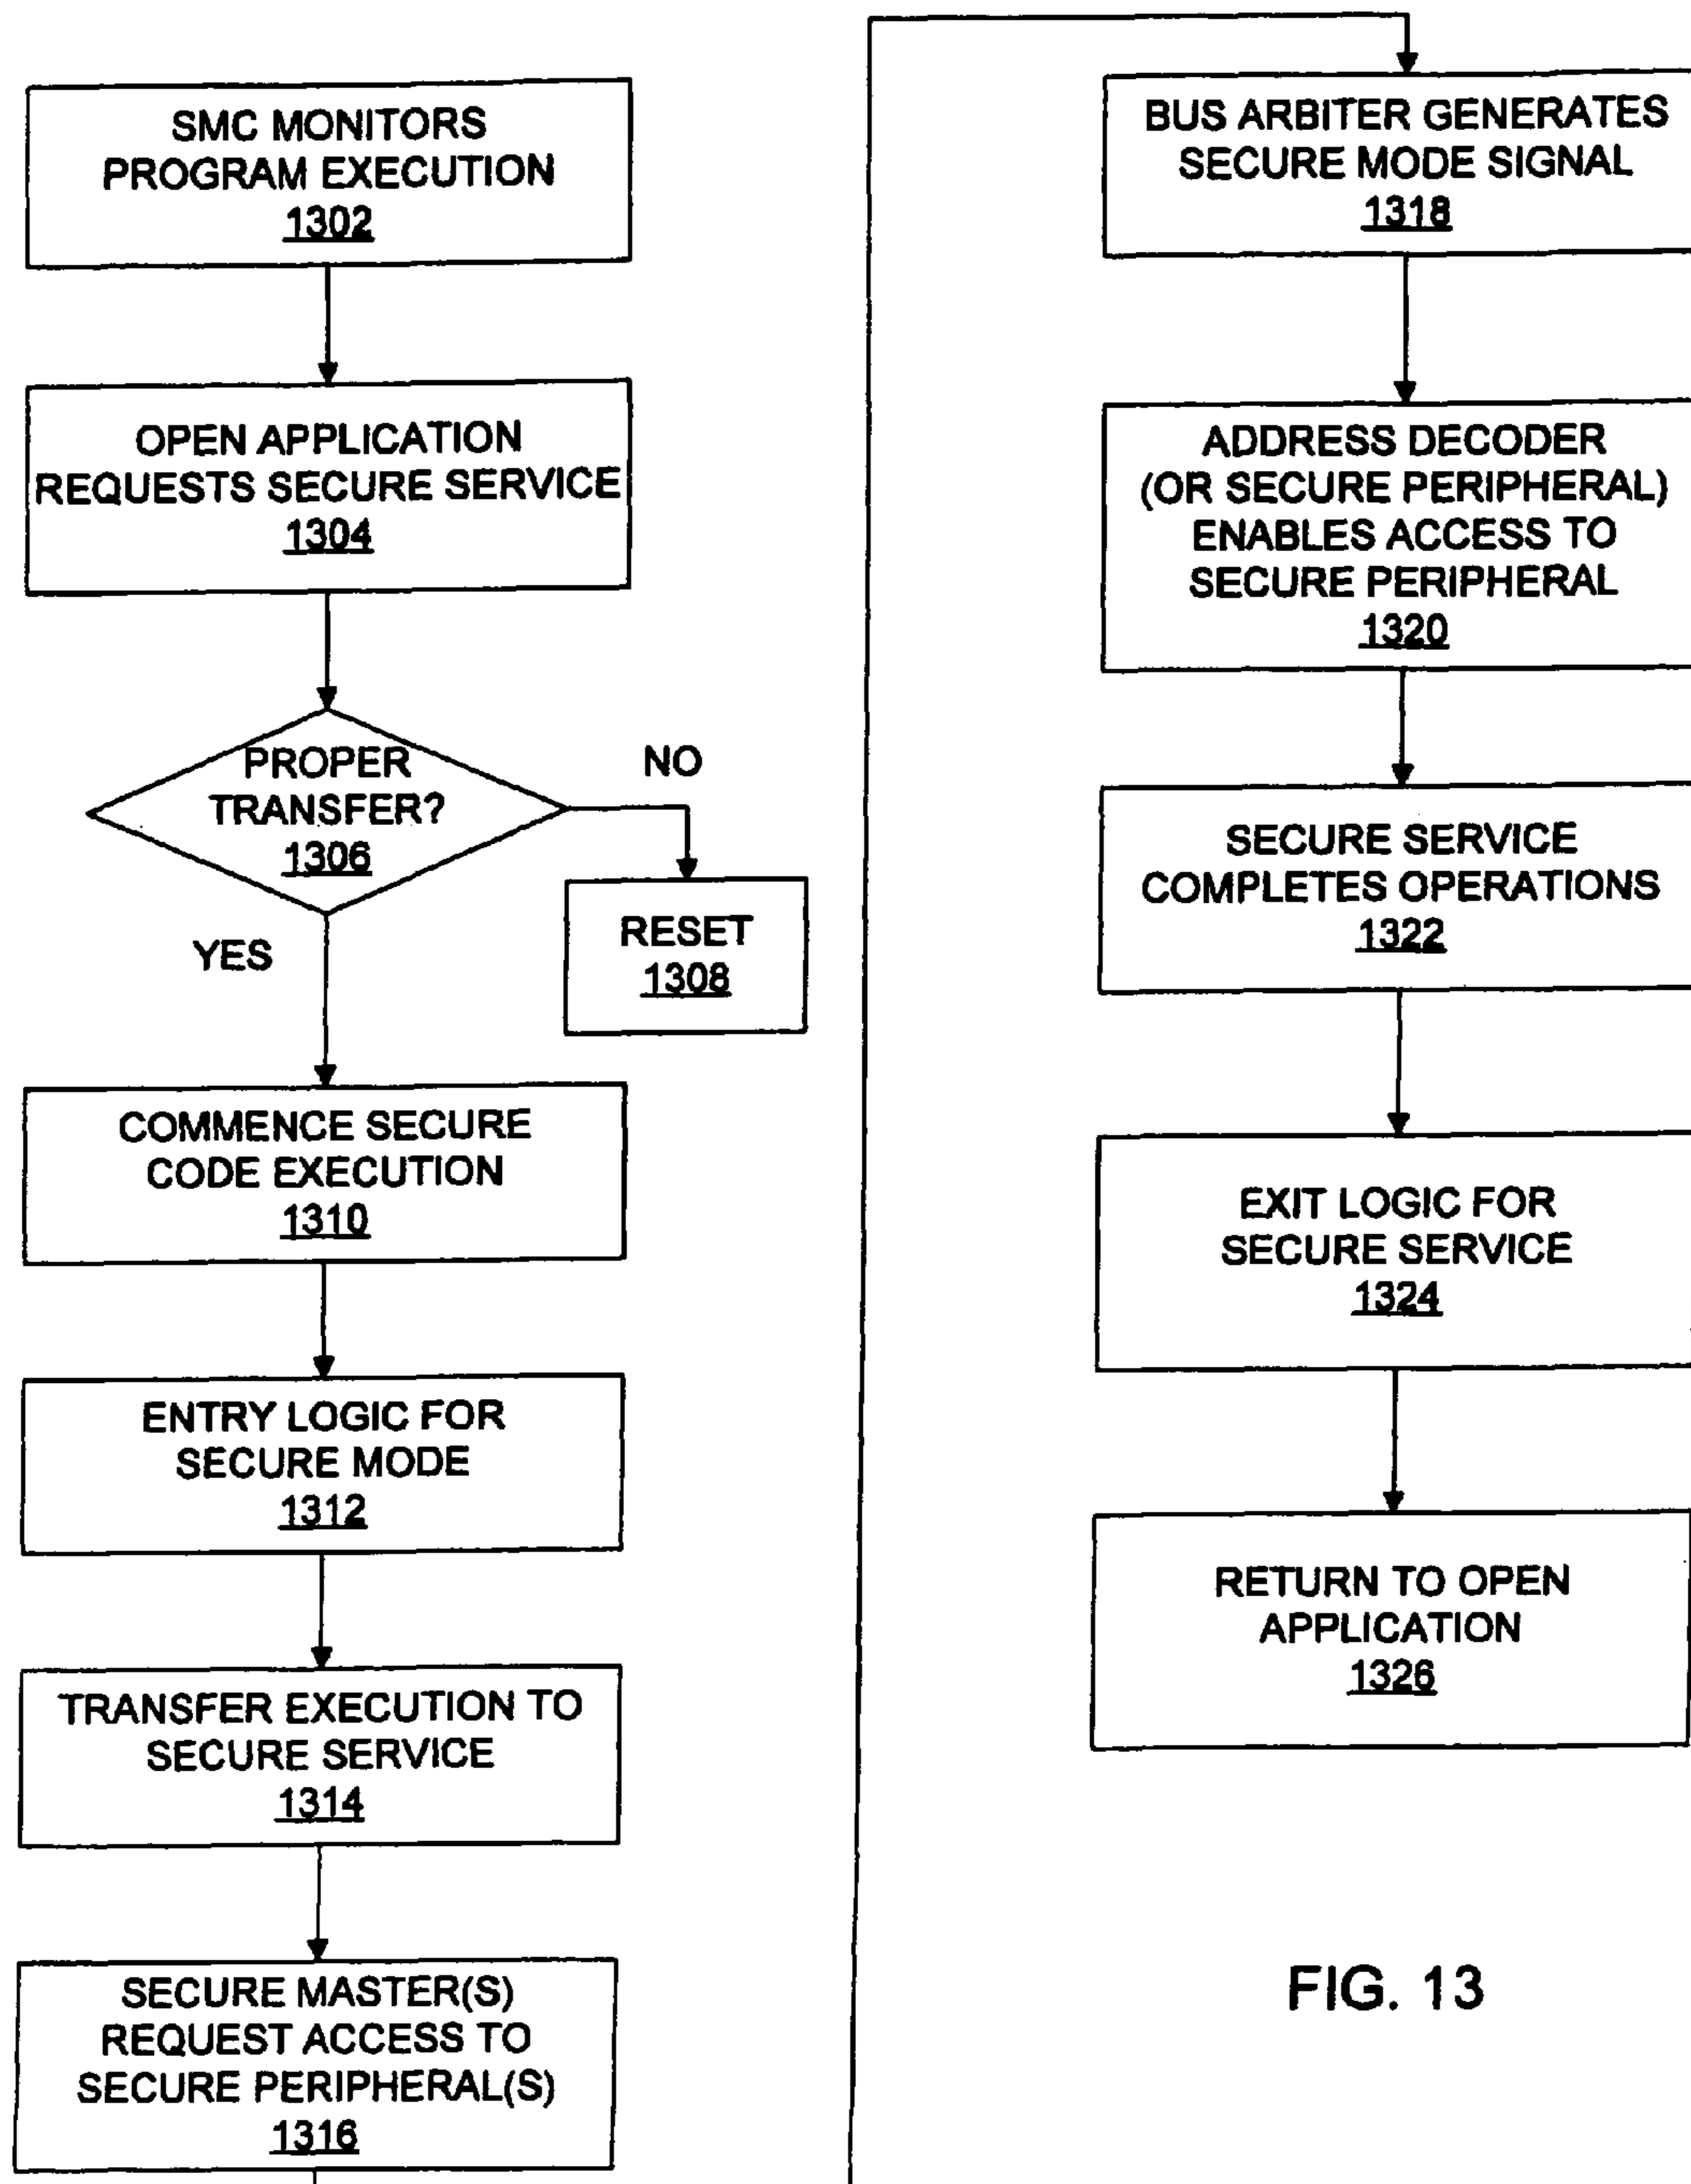 SMC MONITORS
PROGRAM EXECUTION
1302
OPEN APPLICATION
REQUESTS SECURE SERVICE
1304
PROPER
TRANSFER?
1306
NO
RESET
1308
YES
COMMENCE SECURE
CODE EXECUTION
1310
ENTRY LOGIC FOR
SECURE MODE
1312
TRANSFER EXECUTION TO
SECURE SERVICE
1314
SECURE MASTER(S)
REQUEST ACCESS TO
SECURE PERIPHERAL(S)
1316
BUS ARBITER GENERATES
SECURE MODE SIGNAL
1318
ADDRESS DECODER
(OR SECURE PERIPHERAL)
ENABLES ACCESS TO
SECURE PERIPHERAL
1320
SECURE SERVICE
COMPLETES OPERATIONS
1322
EXIT LOGIC FOR
SECURE SERVICE
1324
RETURN TO OPEN
APPLICATION
1326
FIG. 13